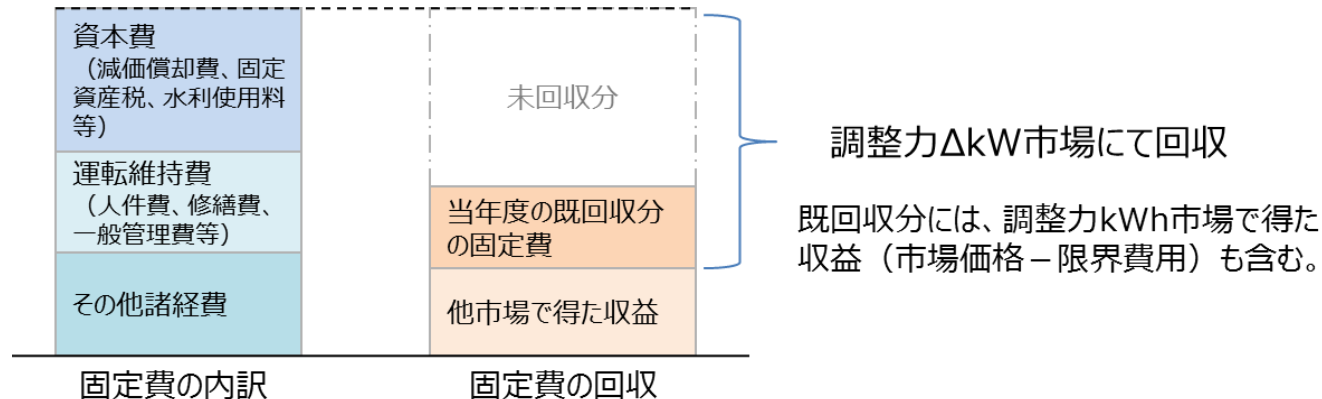 資本費
（減価償却費、固定
資産税、水利使用料
等）
運転維持費
（人件費、修繕費、
一般管理費等）
その他諸経費
固定費の内訳
未回収分
当年度の既回収分
の固定費
他市場で得た収益
固定費の回収
調整力ΔkW市場にて回収
既回収分には、調整力kWh市場で得た
収益（市場価格－限界費用）も含む。